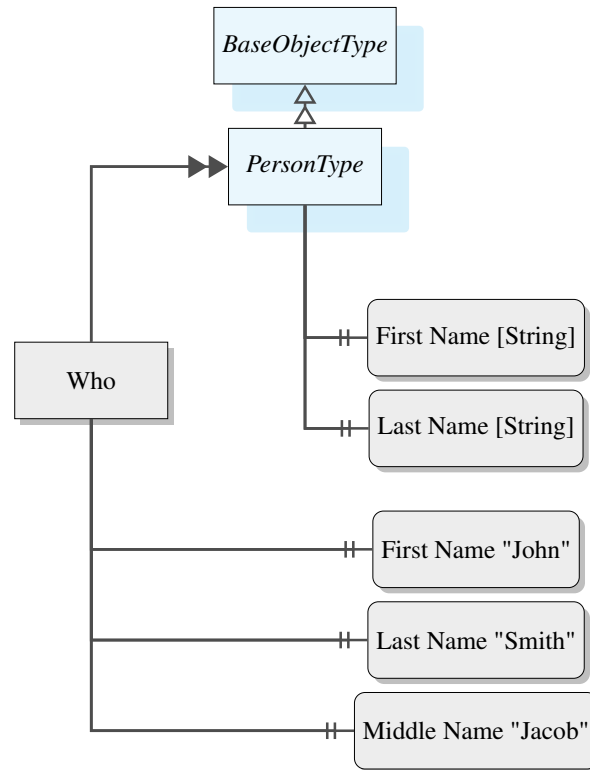 BaseObjectType
PersonType
First Name [String]
Who
Last Name [String]
First Name "John"
Last Name "Smith"
Middle Name "Jacob"